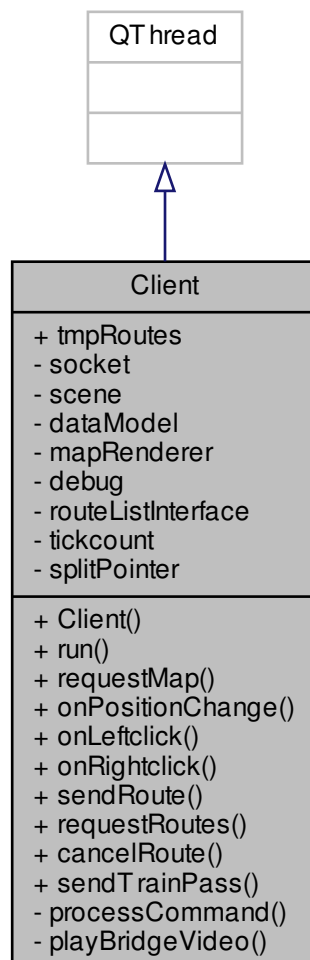 QThread
Client
+ tmpRoutes
- socket
- scene
- dataModel
- mapRenderer
- debug
- routeListInterface
- tickcount
- splitPointer
+ Client()
+ run()
+ requestMap()
+ onPositionChange()
+ onLeftclick()
+ onRightclick()
+ sendRoute()
+ requestRoutes()
+ cancelRoute()
+ sendTrainPass()
- processCommand()
- playBridgeVideo()